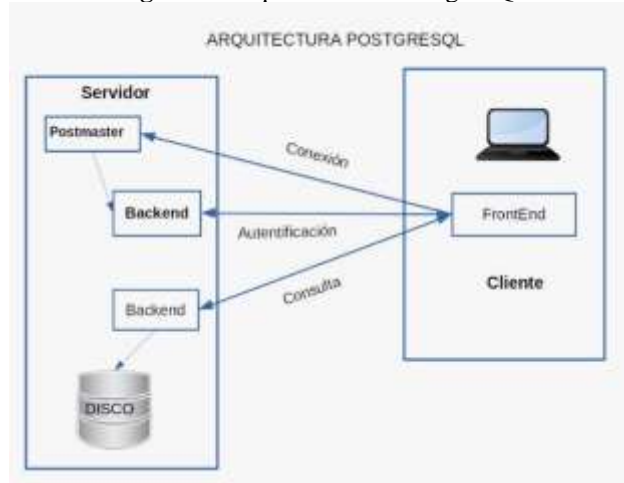 ARQUITECTURA POSTGRESQL
Servidor
Postmaster
Conexión
Backend
FrontEnd
Autentificación
Cliente
Consulta
Backend
DISCO